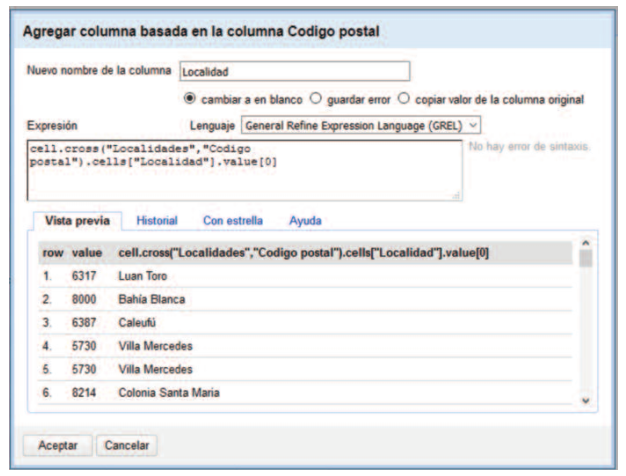 Agregar columna basada en la columna Codigo postal
Nuevo nombre de la columna Localidad
cambiar a en blanco guardar error copiar valor de la columna original
Expresión Lenguaje General Refine Expression Language (GREL)
cell.cross("Localidades","Codigo
postal").cells["Localidad"].value[0]
No hay error de sintaxis.
Vista previa Historial Con estrella Ayuda
row value cell.cross("Localidades","Codigo postal").cells["Localidad"].value[0]
1. 6317 Luan Toro
2. 8000 Bahía Blanca
3. 6387 Caleufú
4. 5730 Villa Mercedes
5. 5730 Villa Mercedes
6. 8214 Colonia Santa Maria
Aceptar Cancelar